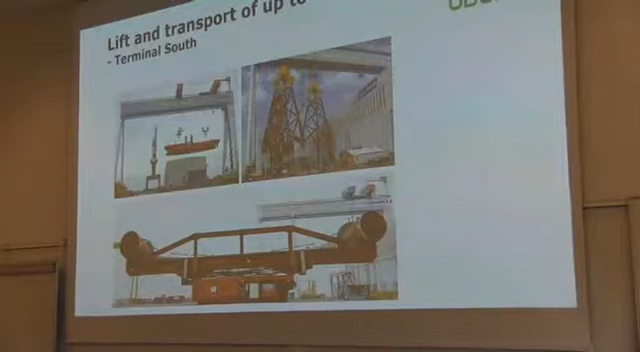 Lift and transport of up to
- Terminal South